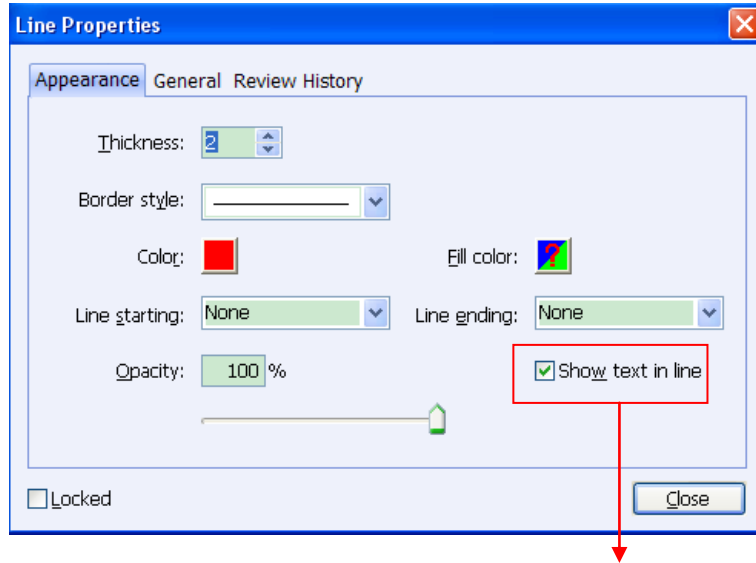 Line Properties
Appearance General Review History
Thickness: 2
Border style:
Color: Fill color: ?
Line starting: None Line ending: None
Opacity: 100 % Show text in line
Locked Close